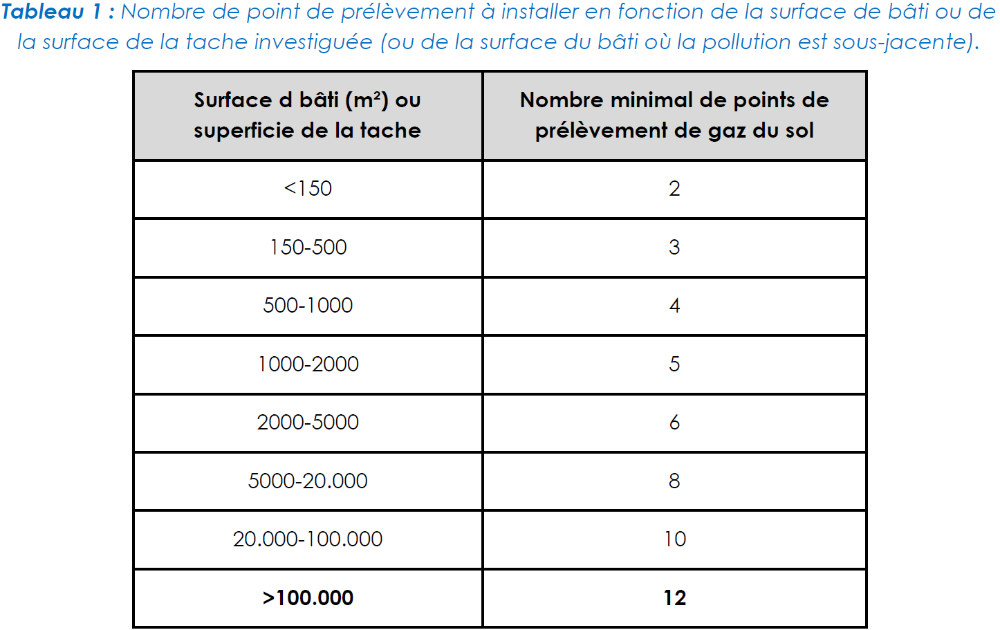 Tableau 1 : Nombre de point de prélèvement à installer en fonction de la surface de bâti ou de
la surface de la tache investiguée (ou de la surface du bâti où la pollution est sous-jacente).
Surface d bâti (m²) ou
superficie de la tache
Nombre minimal de points de
prélèvement de gaz du sol
<150
2
150-500
3
500-1000
4
1000-2000
5
2000-5000
6
5000-20.000
8
20.000-100.000
10
>100.000
12